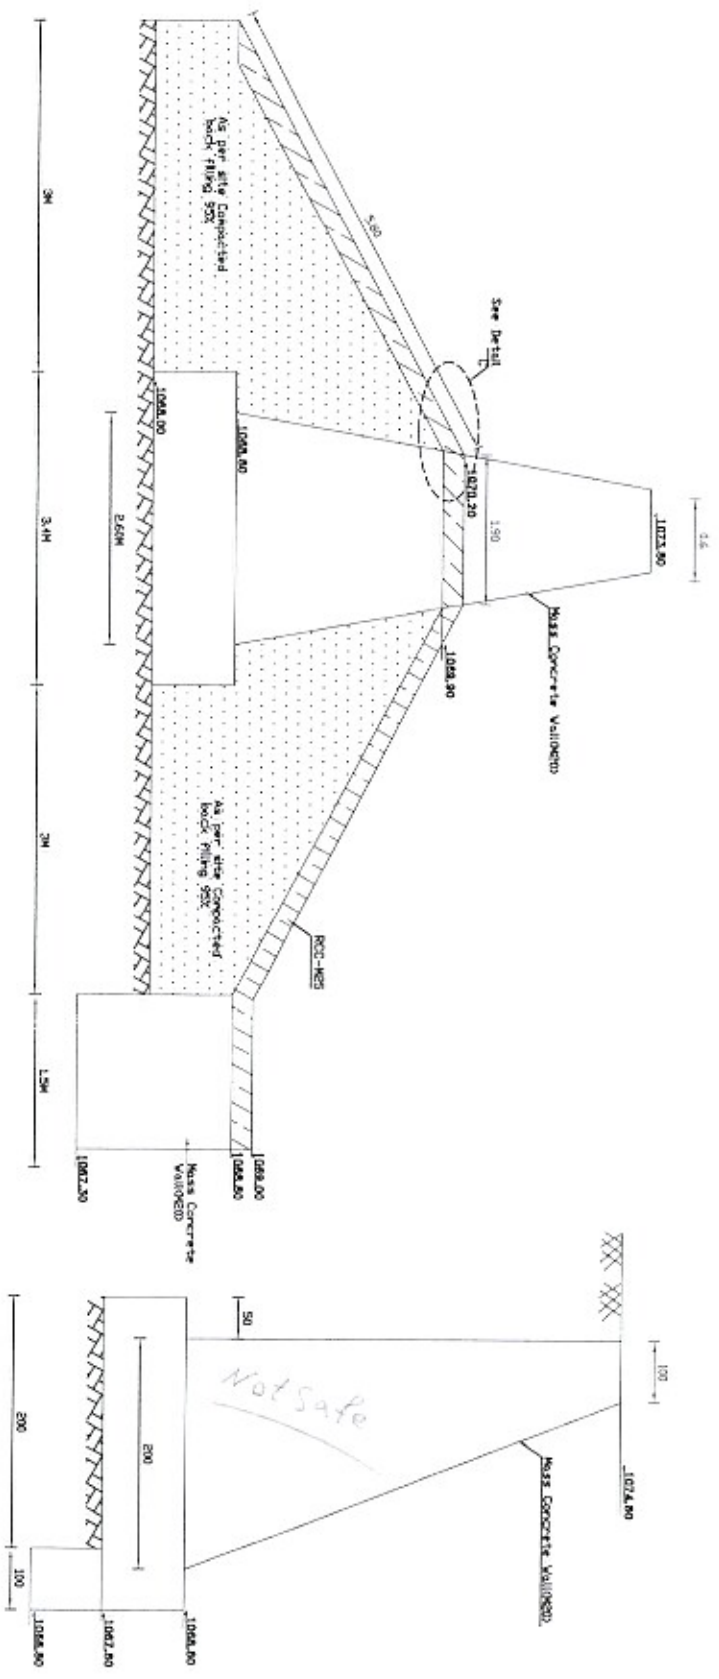 5.80
See Detail
0.6
1073.80
Mass Concrete Wall(M20)
1070.20
1.90
1069.90
As per site Compacted
back filling 95%
1068.80
1068.00
2.60M
As per site Compacted
back filling 95%
RCC-M25
3M
3.4M
3M
1.5M
1069.00
1068.80
Mass Concrete
Wall(M20)
1067.30
100
1074.80
Mass Concrete Wall(M20)
Not Safe
50
200
200
100
1068.80
1067.80